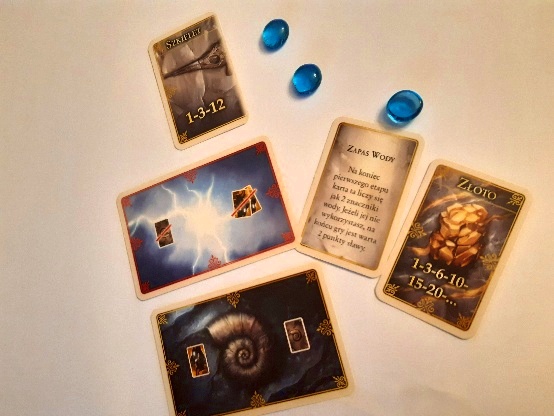 Szkielet
1-3-12
Zapas Wody
Na koniec
pierwszego etapu
karta ta liczy się
jak 2 znaczniki
wody. Jeżeli jej nie
wykorzystasz, na
końcu gry jest warta
2 punkty sławy.
Złoto
1-3-6-10-
15-20-...